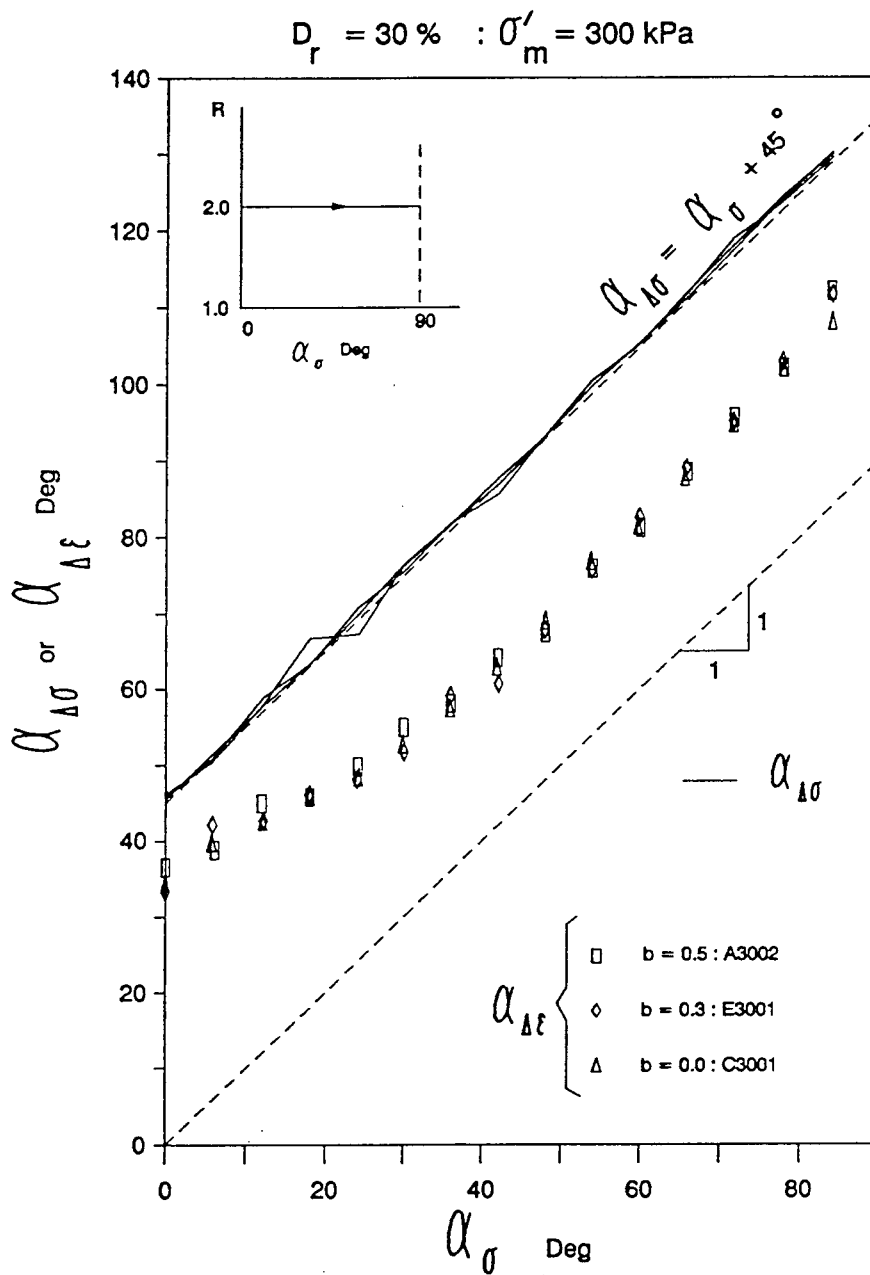 D_r = 30 % : σ′_m = 300 kPa
140
120
100
80
60
40
20
0
α_Δσ or α_Δε Deg
R
2.0
1.0
0
90
α_σ Deg
α_Δσ = α_σ + 45°
1
1
α_Δσ
α_Δε
b = 0.5 : A3002
b = 0.3 : E3001
b = 0.0 : C3001
0
20
40
60
80
α_σ Deg